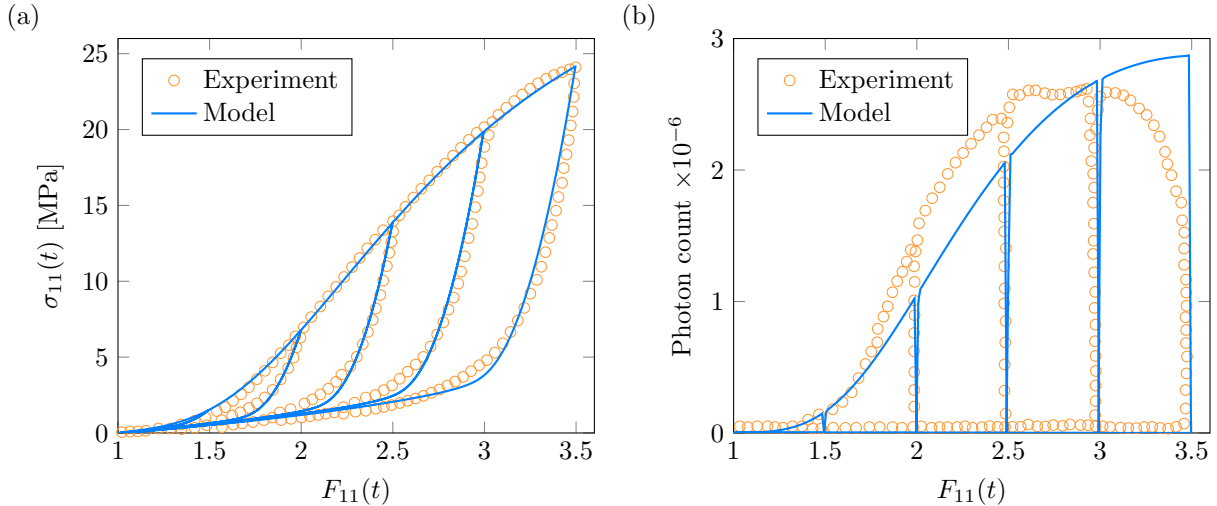 (a)
σ₁₁(t) [MPa]
25
20
15
10
5
0
1
1.5
2
2.5
3
3.5
F₁₁(t)
Experiment
Model
(b)
Photon count ×10⁻⁶
3
2
1
0
1
1.5
2
2.5
3
3.5
F₁₁(t)
Experiment
Model